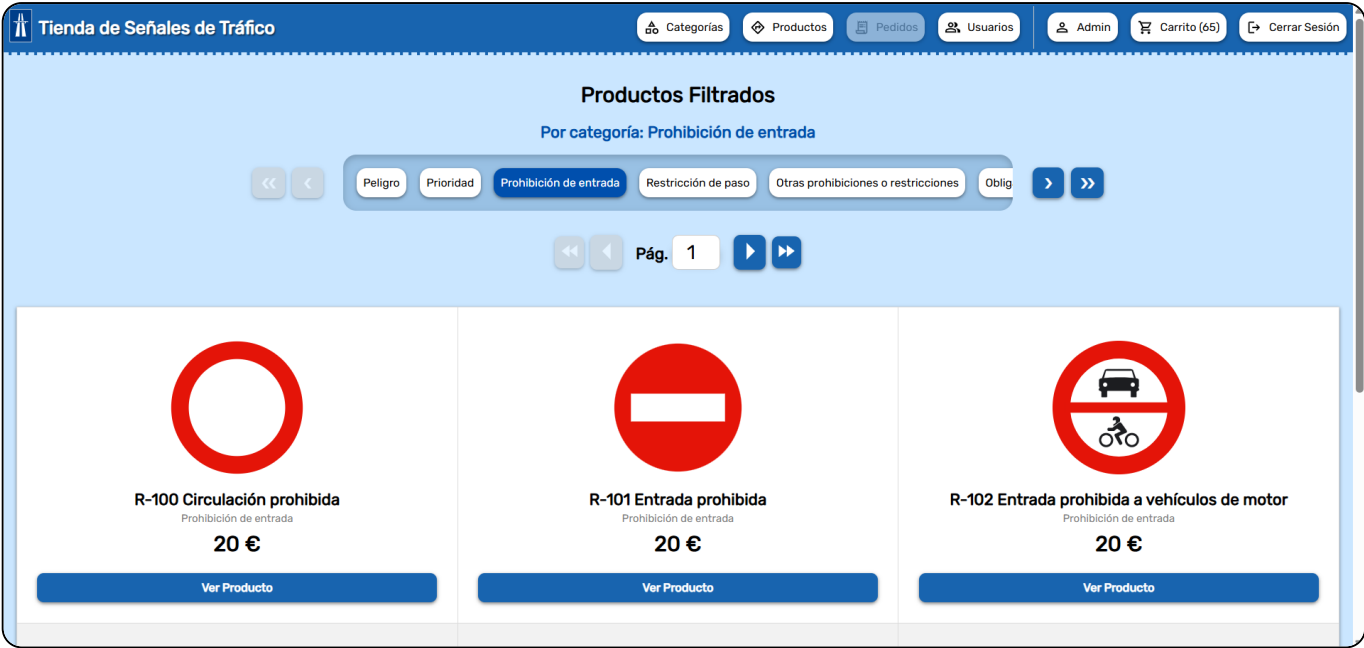 Tienda de Señales de Tráfico
Categorías
Productos
Pedidos
Usuarios
Admin
Carrito (65)
Cerrar Sesión
Productos Filtrados
Por categoría: Prohibición de entrada
Peligro
Prioridad
Prohibición de entrada
Restricción de paso
Otras prohibiciones o restricciones
Oblig
Pág. 1
R-100 Circulación prohibida
Prohibición de entrada
20 €
Ver Producto
R-101 Entrada prohibida
Prohibición de entrada
20 €
Ver Producto
R-102 Entrada prohibida a vehículos de motor
Prohibición de entrada
20 €
Ver Producto